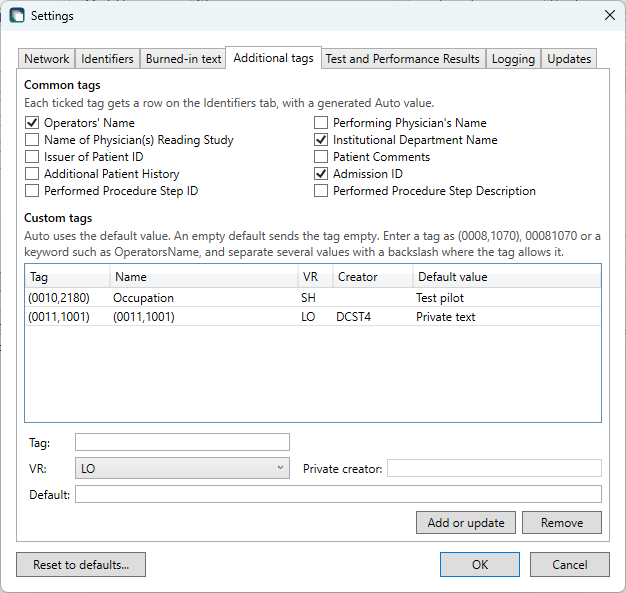 Settings
Network Identifiers Burned-in text Additional tags Test and Performance Results Logging Updates
Common tags
Each ticked tag gets a row on the Identifiers tab, with a generated Auto value.
Operators' Name Performing Physician's Name
Name of Physician(s) Reading Study Institutional Department Name
Issuer of Patient ID Patient Comments
Additional Patient History Admission ID
Performed Procedure Step ID Performed Procedure Step Description
Custom tags
Auto uses the default value. An empty default sends the tag empty. Enter a tag as (0008,1070), 00081070 or a
keyword such as OperatorsName, and separate several values with a backslash where the tag allows it.
Tag Name VR Creator Default value
(0010,2180) Occupation SH Test pilot
(0011,1001) (0011,1001) LO DCST4 Private text
Tag:
VR: LO Private creator:
Default:
Add or update Remove
Reset to defaults... OK Cancel